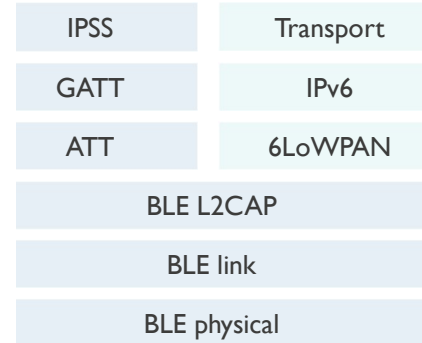 IPSS Transport
GATT IPv6
ATT 6LoWPAN
BLE L2CAP
BLE link
BLE physical